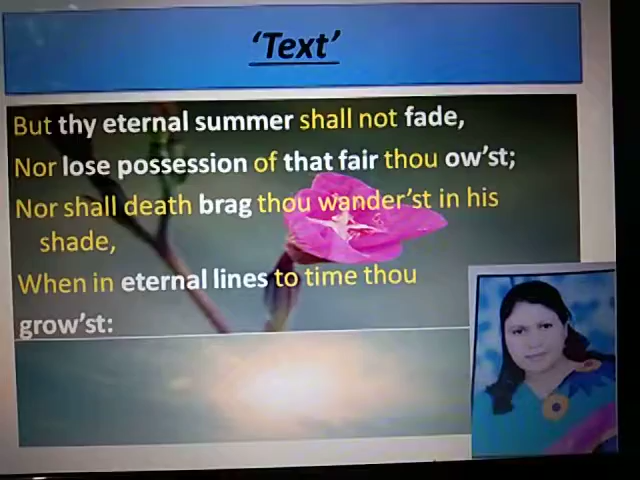 ‘Text’
But thy eternal summer shall not fade,
Nor lose possession of that fair thou ow’st;
Nor shall death brag thou wander’st in his
shade,
When in eternal lines to time thou
grow’st: